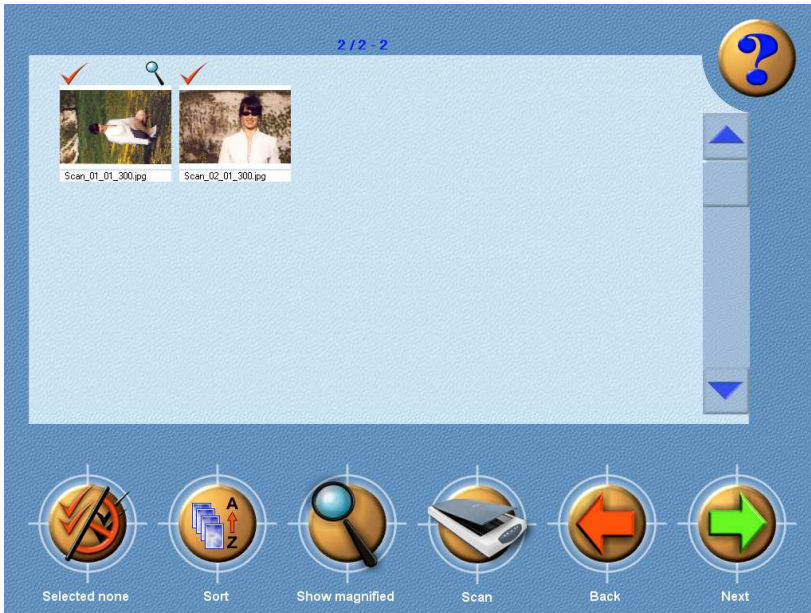 2 / 2 - 2
?
Scan_01_01_300.jpg
Scan_02_01_300.jpg
A
Z
Selected none
Sort
Show magnified
Scan
Back
Next